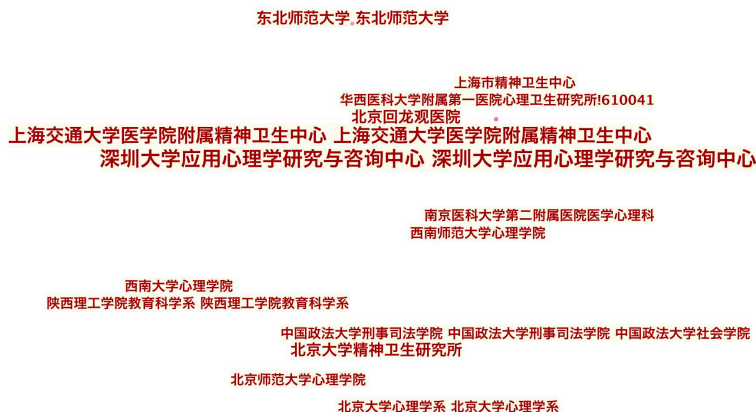 东北师范大学 东北师范大学
上海市精神卫生中心
华西医科大学附属第一医院心理卫生研究所!610041
北京回龙观医院
上海交通大学医学院附属精神卫生中心 上海交通大学医学院附属精神卫生中心
深圳大学应用心理学研究与咨询中心 深圳大学应用心理学研究与咨询中心
南京医科大学第二附属医院医学心理科
西南师范大学心理学院
西南大学心理学院
陕西理工学院教育科学系 陕西理工学院教育科学系
中国政法大学刑事司法学院 中国政法大学刑事司法学院 中国政法大学社会学院
北京大学精神卫生研究所
北京师范大学心理学院
北京大学心理学系 北京大学心理学系